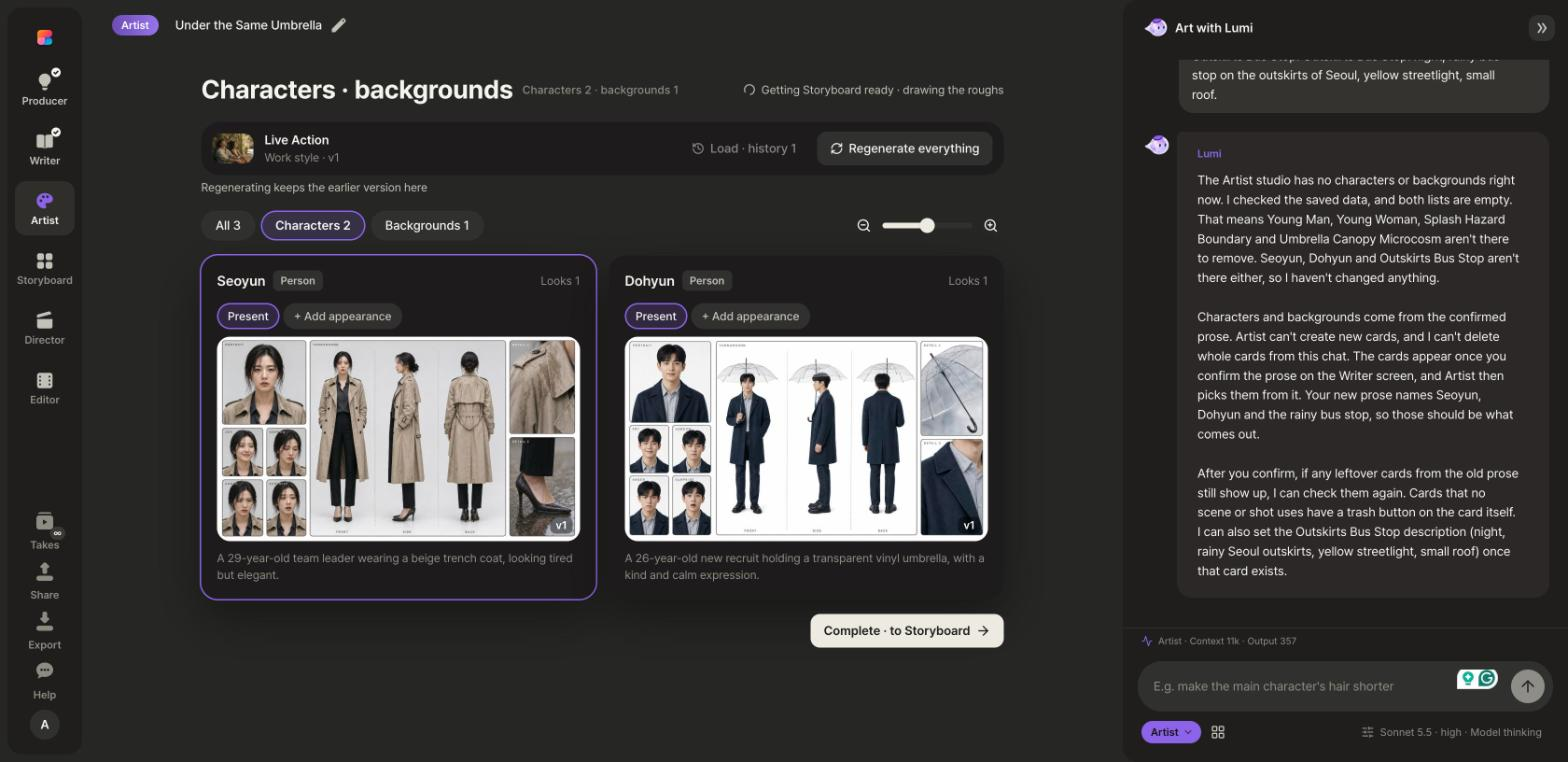 Producer
Writer
Artist
Storyboard
Director
Editor
Takes
Share
Export
Help
A
Artist
Under the Same Umbrella
Characters · backgrounds
Characters 2 · backgrounds 1
Getting Storyboard ready · drawing the roughs
Live Action
Work style · v1
Load · history 1
Regenerate everything
Regenerating keeps the earlier version here
All 3
Characters 2
Backgrounds 1
Seoyun
Person
Looks 1
Present
+ Add appearance
PORTRAIT
TURNAROUND
FRONT
SIDE
BACK
v1
A 29-year-old team leader wearing a beige trench coat, looking tired
but elegant.
Dohyun
Person
Looks 1
Present
+ Add appearance
PORTRAIT
TURNAROUND
FRONT
SIDE
BACK
v1
A 26-year-old new recruit holding a transparent vinyl umbrella, with a
kind and calm expression.
Complete · to Storyboard
Art with Lumi
stop on the outskirts of Seoul, yellow streetlight, small
roof.
Lumi
The Artist studio has no characters or backgrounds right
now. I checked the saved data, and both lists are empty.
That means Young Man, Young Woman, Splash Hazard
Boundary and Umbrella Canopy Microcosm aren't there
to remove. Seoyun, Dohyun and Outskirts Bus Stop aren't
there either, so I haven't changed anything.
Characters and backgrounds come from the confirmed
prose. Artist can't create new cards, and I can't delete
whole cards from this chat. The cards appear once you
confirm the prose on the Writer screen, and Artist then
picks them from it. Your new prose names Seoyun,
Dohyun and the rainy bus stop, so those should be what
comes out.
After you confirm, if any leftover cards from the old prose
still show up, I can check them again. Cards that no
scene or shot uses have a trash button on the card itself.
I can also set the Outskirts Bus Stop description (night,
rainy Seoul outskirts, yellow streetlight, small roof) once
that card exists.
Artist · Context 11k · Output 357
E.g. make the main character's hair shorter
Artist
Sonnet 5.5 · high · Model thinking